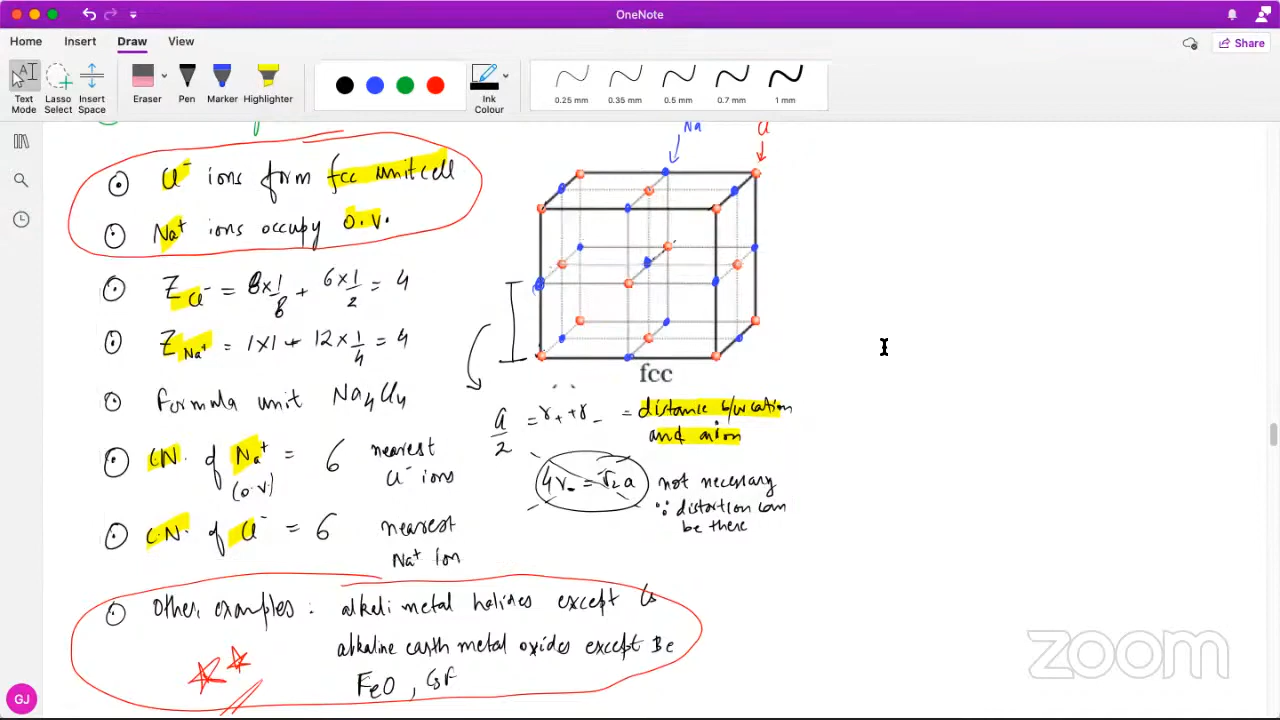 OneNote
Home Insert Draw View
Share
Text Mode
Lasso Select
Insert Space
Eraser
Pen
Marker
Highlighter
Ink Colour
0.25 mm 0.35 mm 0.5 mm 0.7 mm 1 mm
Na Cl
Cl⁻ ions form fcc unit cell
Na⁺ ions occupy O.V.
Z Cl⁻ = 8×1/8 + 6×1/2 = 4
Z Na⁺ = 1×1 + 12×1/4 = 4
Formula unit Na₄Cl₄
C.N. of Na⁺ = 6 nearest
(O.V) Cl⁻ ions
C.N. of Cl⁻ = 6 nearest
Na⁺ ion
fcc
a/2 = r₊ + r₋ = distance b/w cation
and anion
4r₋ = √2a not necessary
∵ distortion can
be there
Other examples : alkali metal halides except Cs
alkaline earth metal oxides except Be
FeO , CsF
zoom
GJ